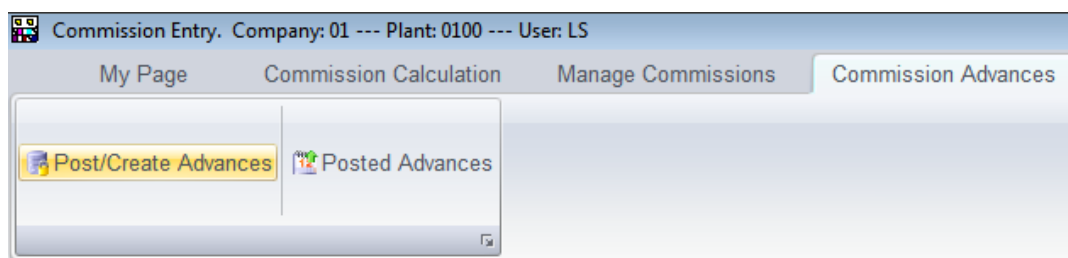 Commission Entry. Company: 01 --- Plant: 0100 --- User: LS
My Page Commission Calculation Manage Commissions Commission Advances
Post/Create Advances Posted Advances